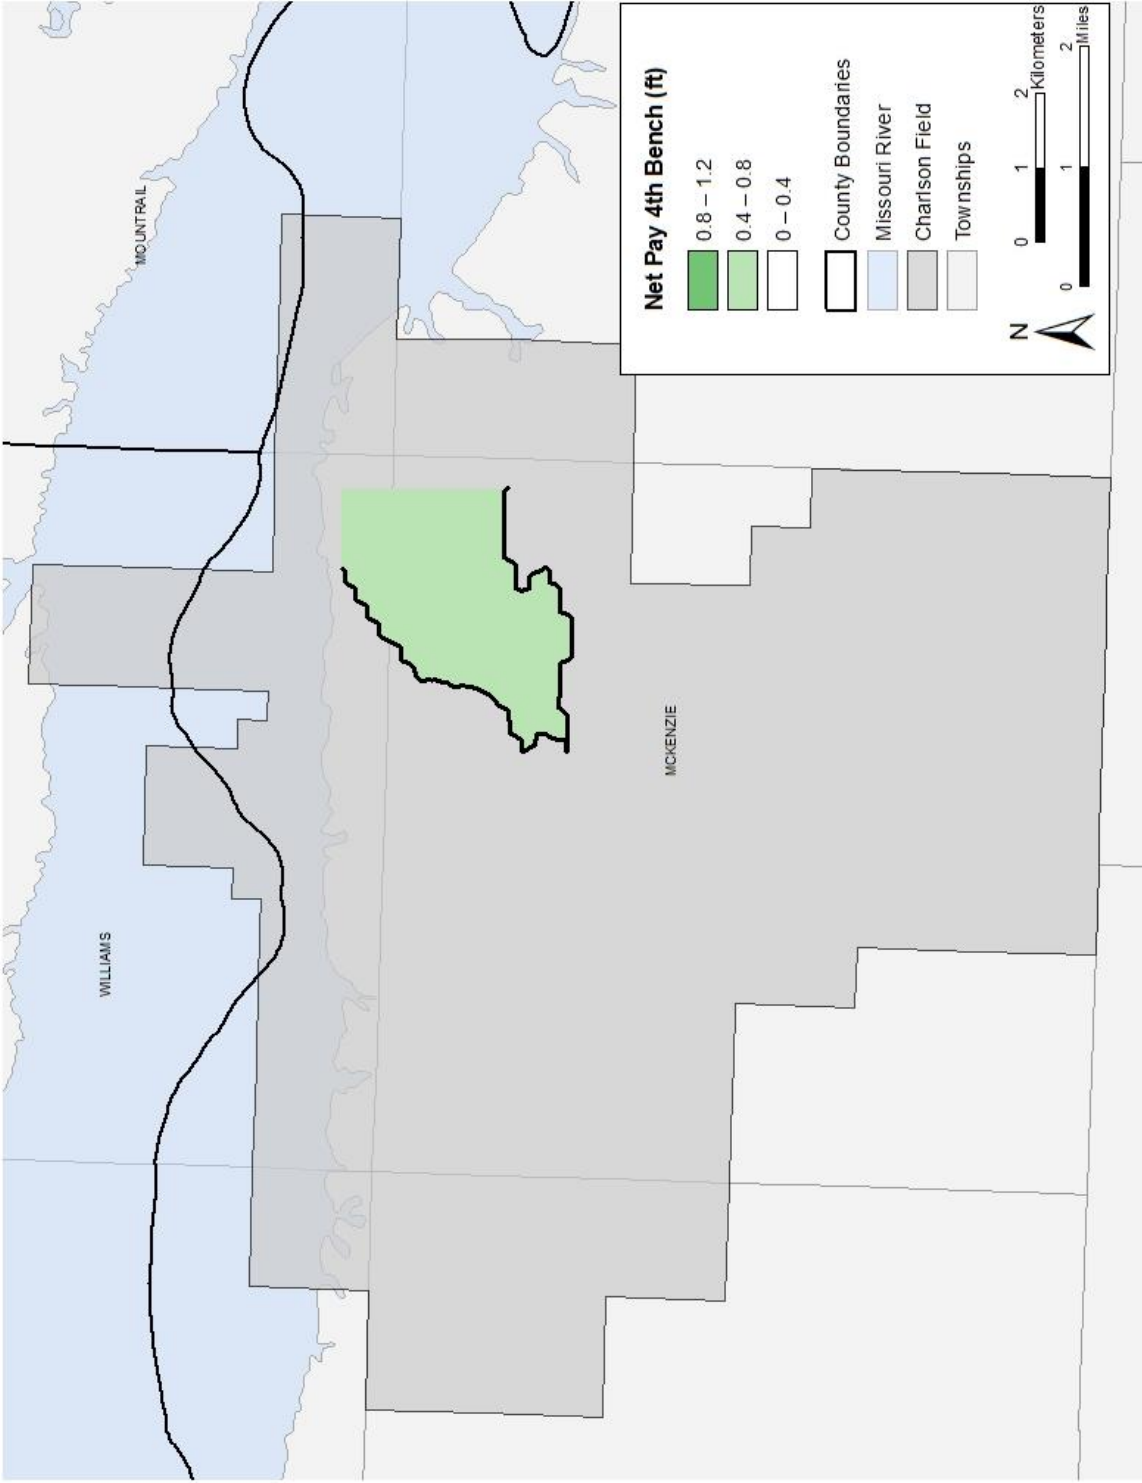 MOUNTRAIL
WILLIAMS
MCKENZIE
Net Pay 4th Bench (ft)
0.8 – 1.2
0.4 – 0.8
0 – 0.4
County Boundaries
Missouri River
Charlson Field
Townships
N
0 1 2 Kilometers
0 1 2 Miles